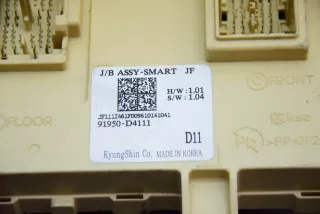 J/B ASSY-SMART JF
H/W : 1.01
S/W : 1.04
JF1112461F009610141041
91950-D4111
D11
KyungShin Co. MADE IN KOREA
FLOOR
FRONT
>PP-GF2